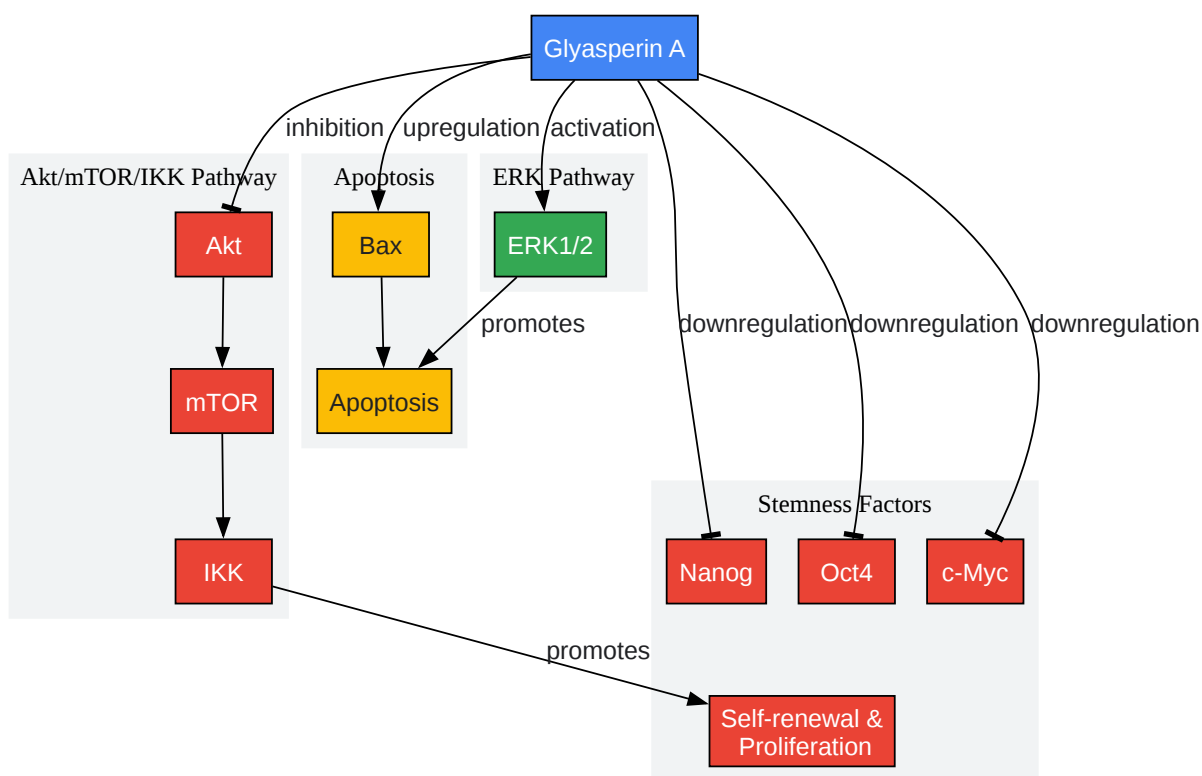 Glyasperin A
inhibition
upregulation
activation
Akt/mTOR/IKK Pathway
Apoptosis
ERK Pathway
Akt
Bax
ERK1/2
promotes
downregulation
downregulation
downregulation
mTOR
Apoptosis
Stemness Factors
IKK
Nanog
Oct4
c-Myc
promotes
Self-renewal &
Proliferation